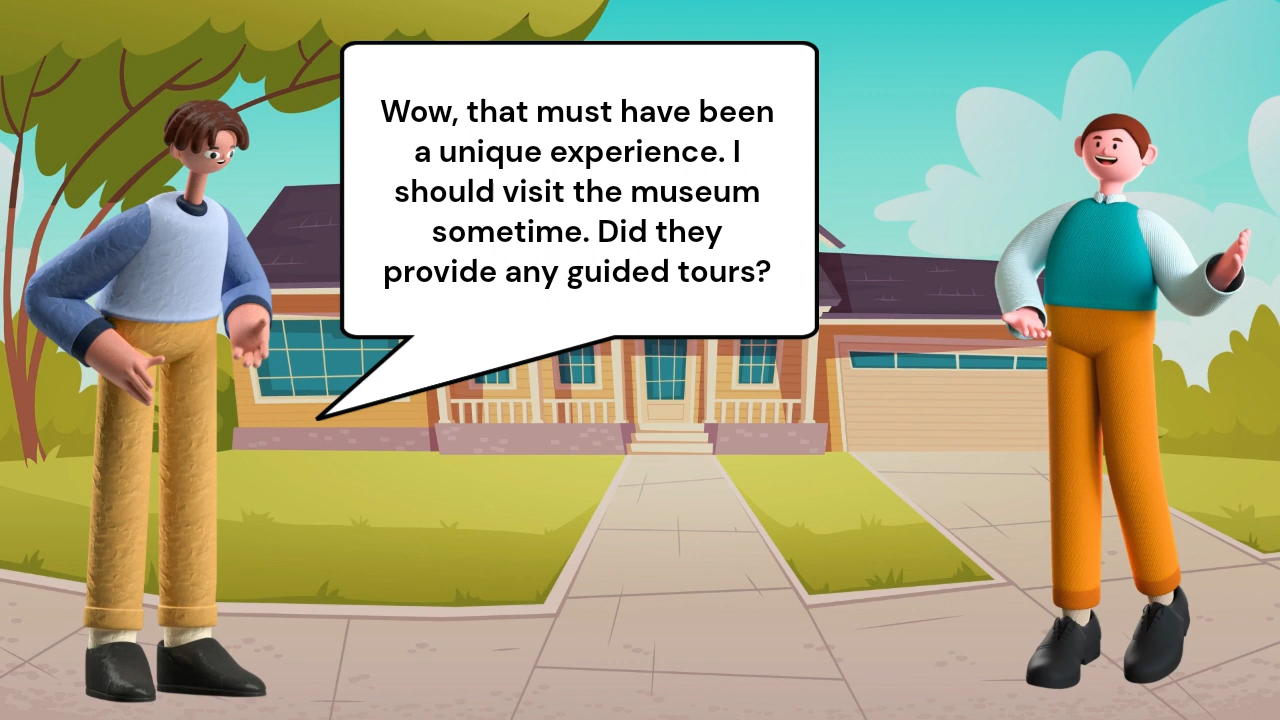 Wow, that must have been
a unique experience. I
should visit the museum
sometime. Did they
provide any guided tours?